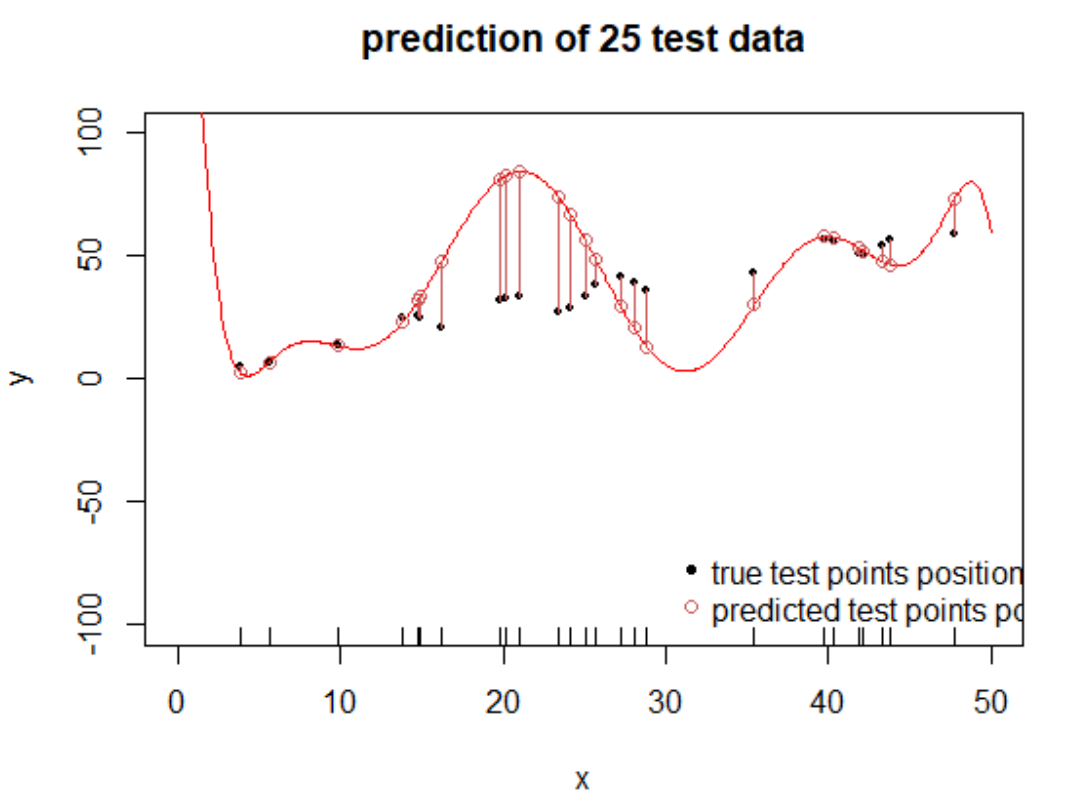 prediction of 25 test data
100
50
0
-50
-100
y
true test points position
predicted test points po
0 10 20 30 40 50
x